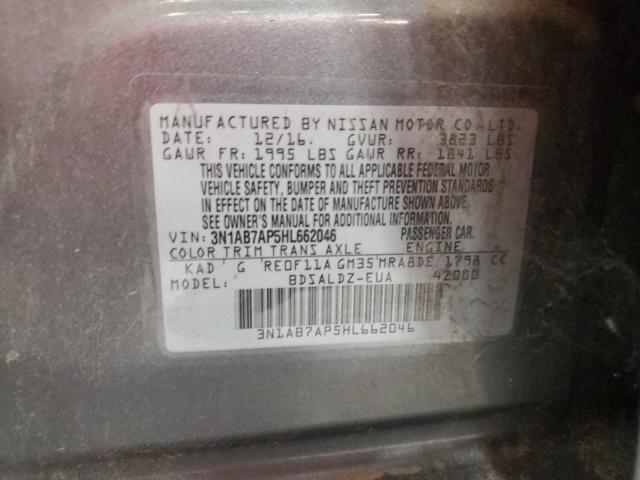 MANUFACTURED BY NISSAN MOTOR CO.,LTD.
DATE: 12/16. GVWR: 3823 LBS
GAWR FR: 1995 LBS GAWR RR: 1841 LBS
THIS VEHICLE CONFORMS TO ALL APPLICABLE FEDERAL MOTOR
VEHICLE SAFETY, BUMPER AND THEFT PREVENTION STANDARDS
IN EFFECT ON THE DATE OF MANUFACTURE SHOWN ABOVE.
SEE OWNER'S MANUAL FOR ADDITIONAL INFORMATION.
VIN: 3N1AB7AP5HL662046 PASSENGER CAR.
COLOR TRIM TRANS AXLE ENGINE
KAD G RE0F11A GM35 MRA8DE 1798 CC
MODEL: BDSALDZ-EUA 42000
3N1AB7AP5HL662046